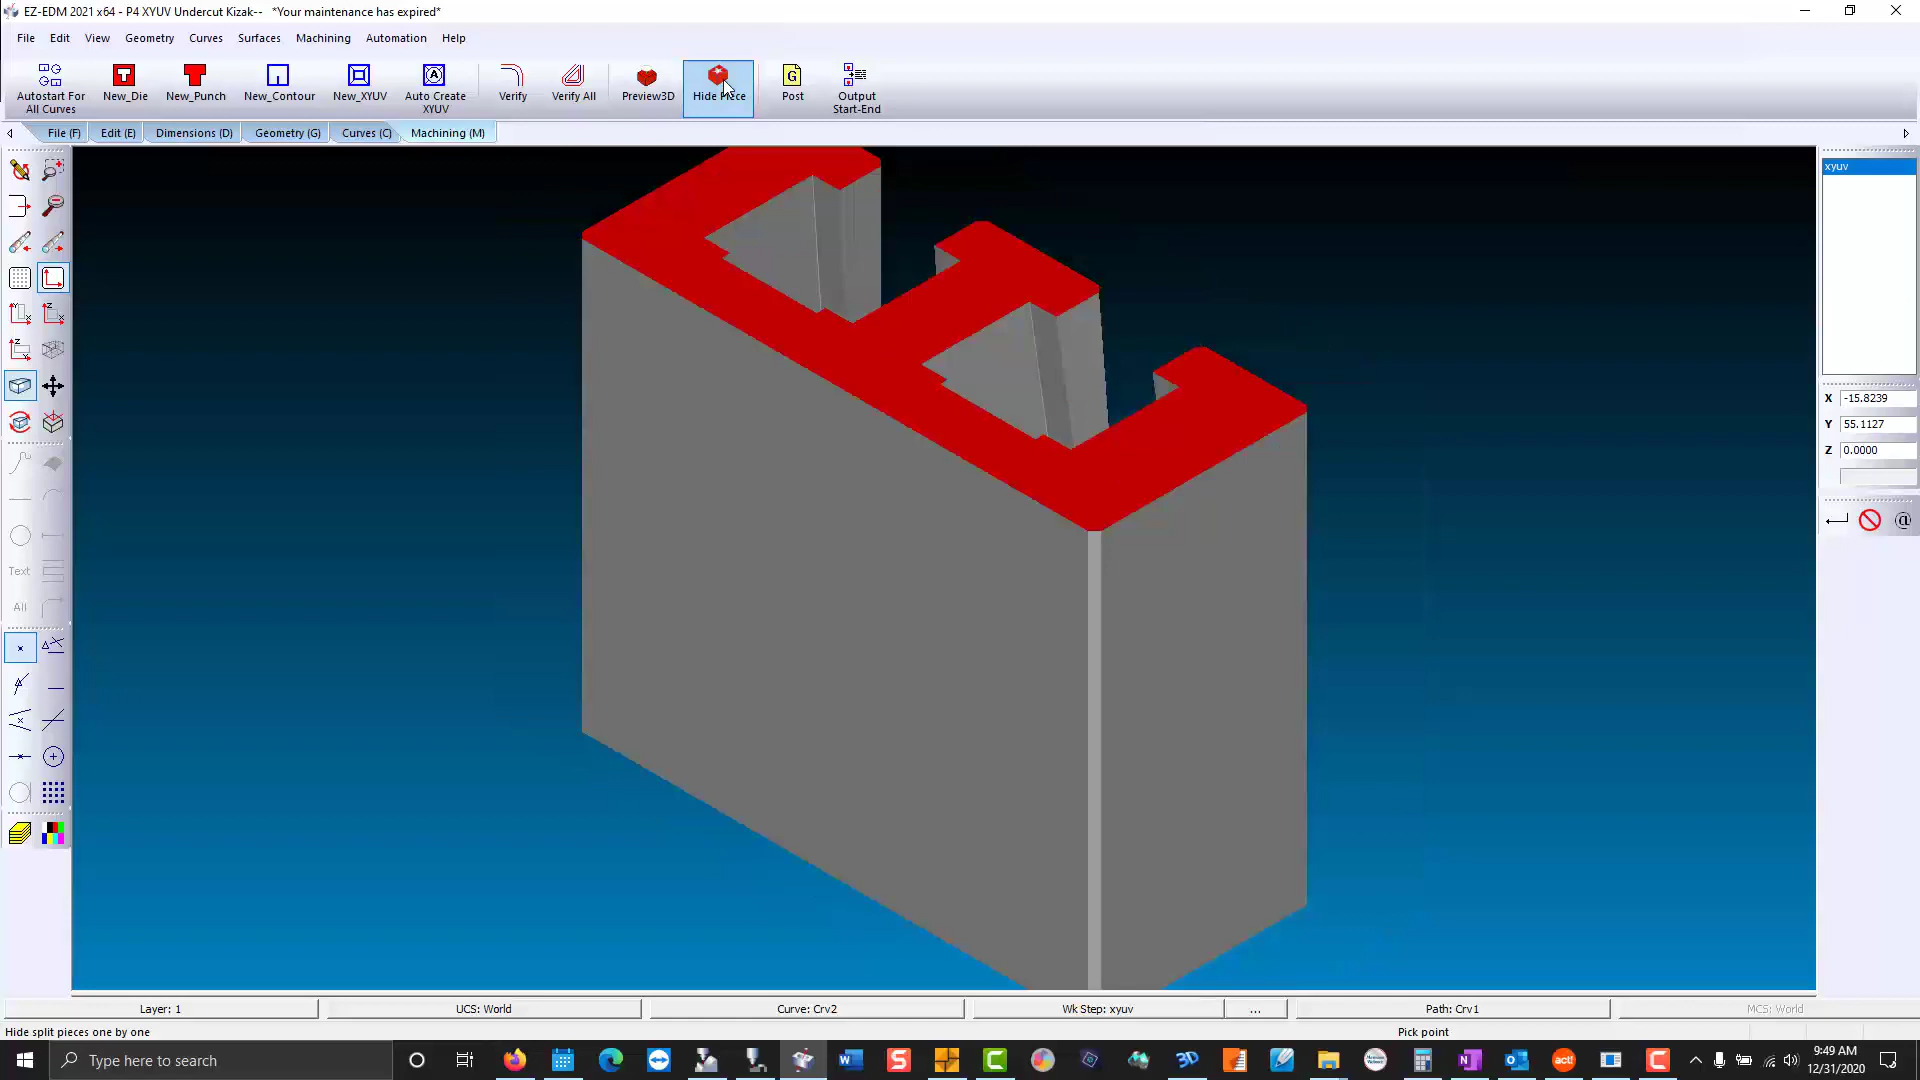 EZ-EDM 2021 x64 - P4 XYUV Undercut Kizak-- *Your maintenance has expired*
File Edit View Geometry Curves Surfaces Machining Automation Help
Autostart For All Curves
New_Die
New_Punch
New_Contour
New_XYUV
Auto Create XYUV
Verify
Verify All
Preview3D
Hide Piece
G
Post
Output Start-End
File (F) Edit (E) Dimensions (D) Geometry (G) Curves (C) Machining (M)
xyuv
X -15.8239
Y 55.1127
Z 0.0000
@
Text
All
Layer: 1 UCS: World Curve: Crv2 Wk Step: xyuv ... Path: Crv1 MCS: World
Hide split pieces one by one Pick point
Type here to search
9:49 AM
12/31/2020